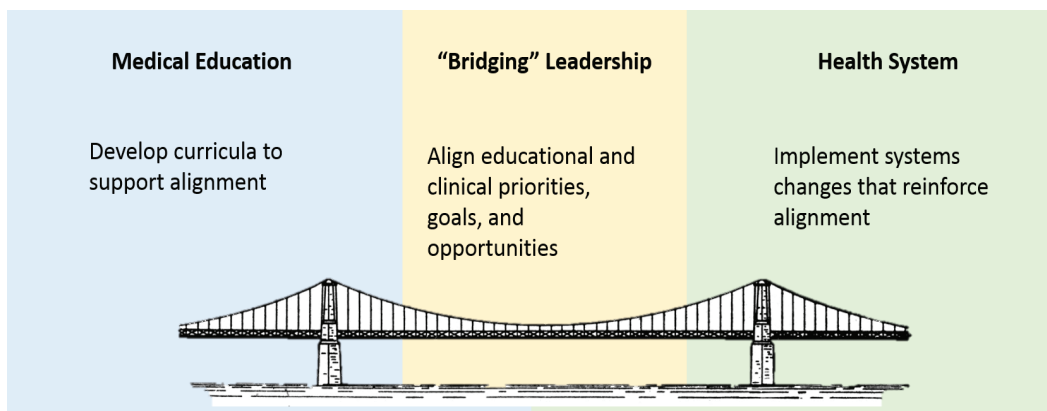 Medical Education
Develop curricula to
support alignment
“Bridging” Leadership
Align educational and
clinical priorities,
goals, and
opportunities
Health System
Implement systems
changes that reinforce
alignment